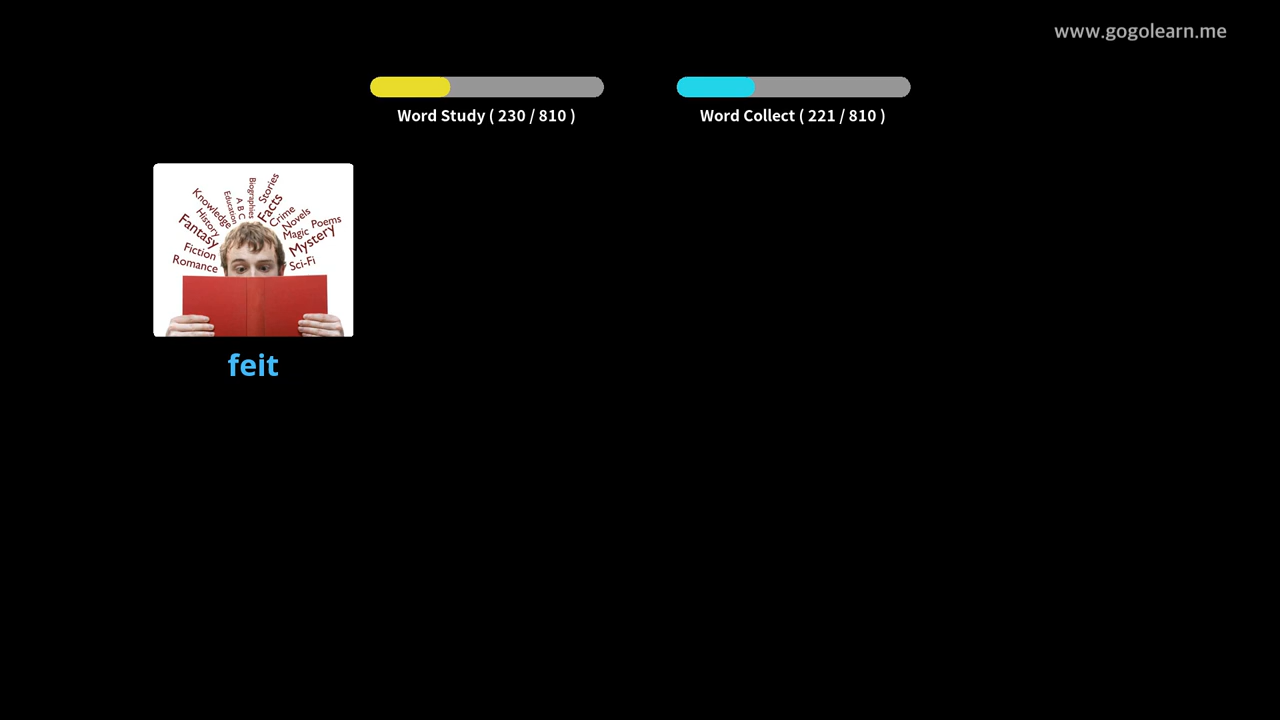 www.gogolearn.me
Word Study ( 230 / 810 )
Word Collect ( 221 / 810 )
Knowledge
History
Fantasy
Fiction
Romance
Education
A B C
Biographies
Stories
Facts
Crime
Novels
Magic
Poems
Mystery
Sci-Fi
feit